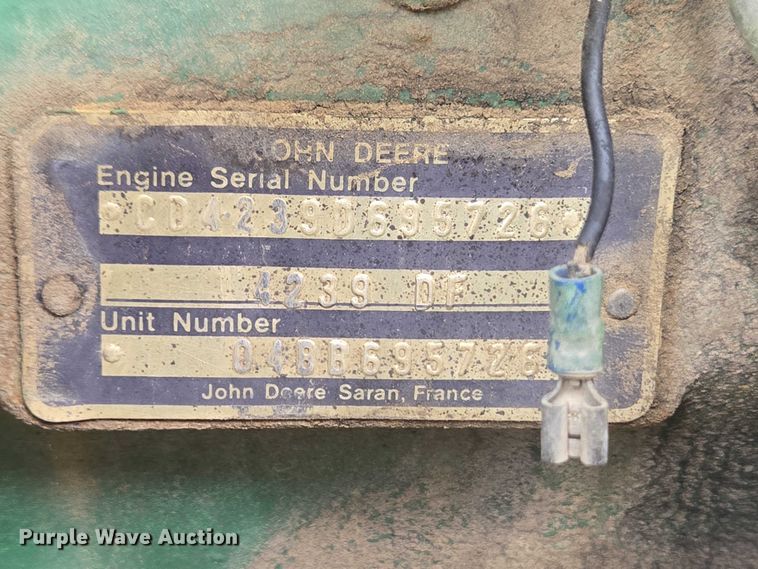 JOHN DEERE
Engine Serial Number
*CD4239D695726*
4239 DF
Unit Number
04BB695726
John Deere Saran, France
Purple Wave Auction